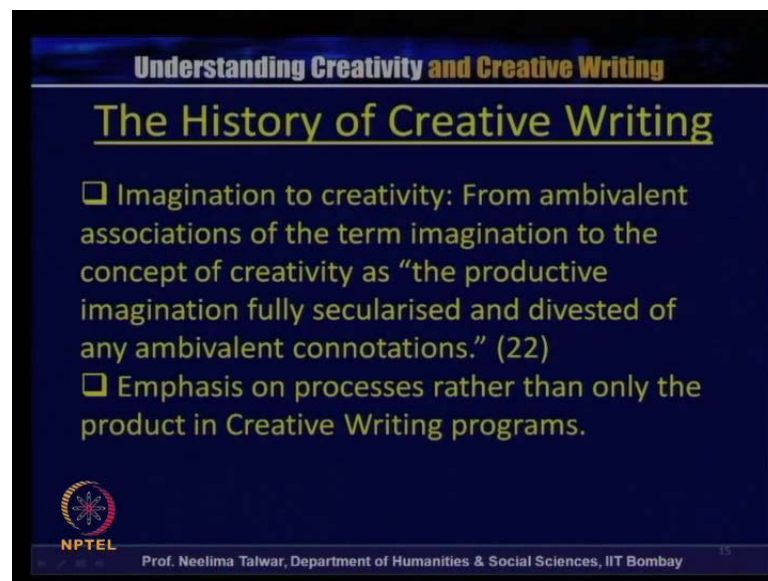 Understanding Creativity and Creative Writing
The History of Creative Writing
❑ Imagination to creativity: From ambivalent
associations of the term imagination to the
concept of creativity as “the productive
imagination fully secularised and divested of
any ambivalent connotations.” (22)
❑ Emphasis on processes rather than only the
product in Creative Writing programs.
NPTEL
Prof. Neelima Talwar, Department of Humanities & Social Sciences, IIT Bombay
15